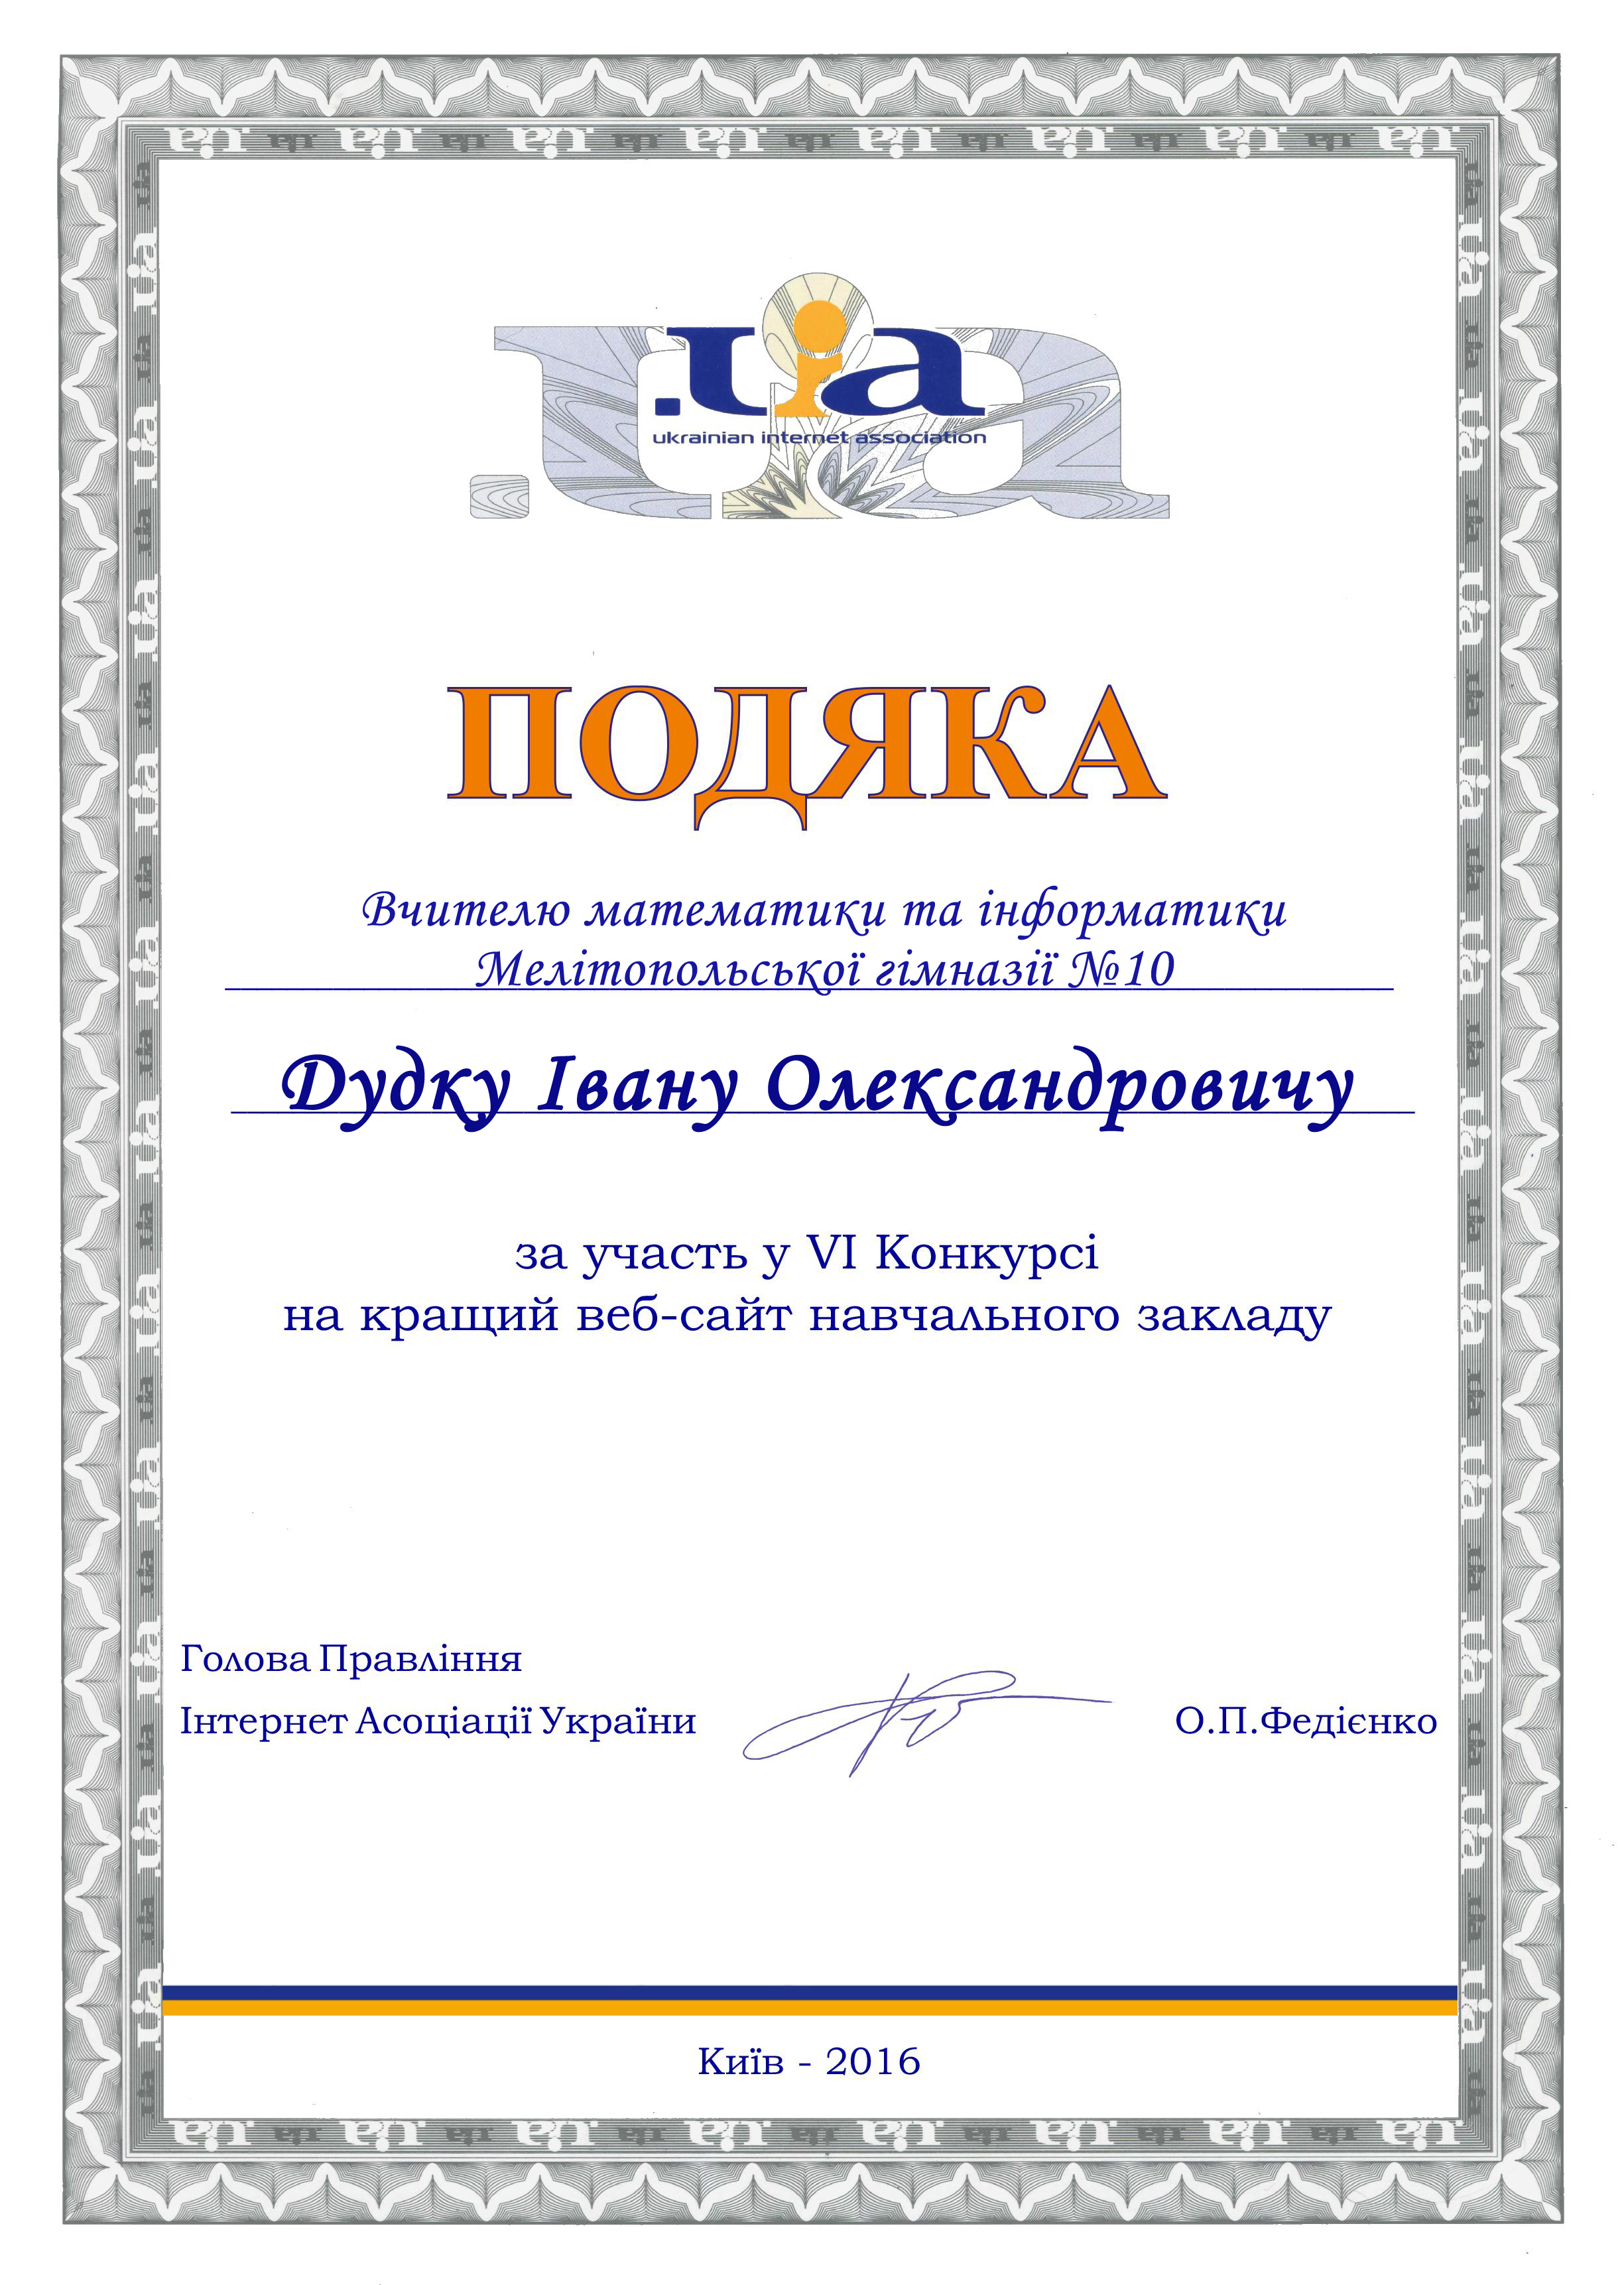 .uia
ukrainian internet association
ПОДЯКА
Вчителю математики та інформатики
Мелітопольської гімназії №10
Дудку Івану Олександровичу
за участь у VI Конкурсі
на кращий веб-сайт навчального закладу
Голова Правління
Інтернет Асоціації України
О.П.Федієнко
Київ - 2016